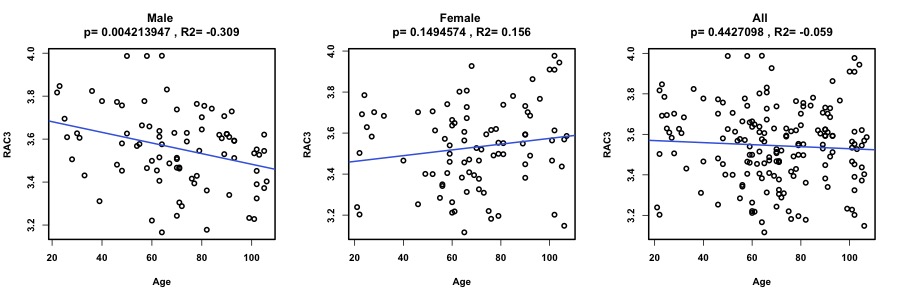 Male
p= 0.004213947 , R2= -0.309
RAC3
4.0
3.8
3.6
3.4
3.2
20 40 60 80 100
Age
Female
p= 0.1494574 , R2= 0.156
RAC3
4.0
3.8
3.6
3.4
3.2
20 40 60 80 100
Age
All
p= 0.4427098 , R2= -0.059
RAC3
4.0
3.8
3.6
3.4
3.2
20 40 60 80 100
Age